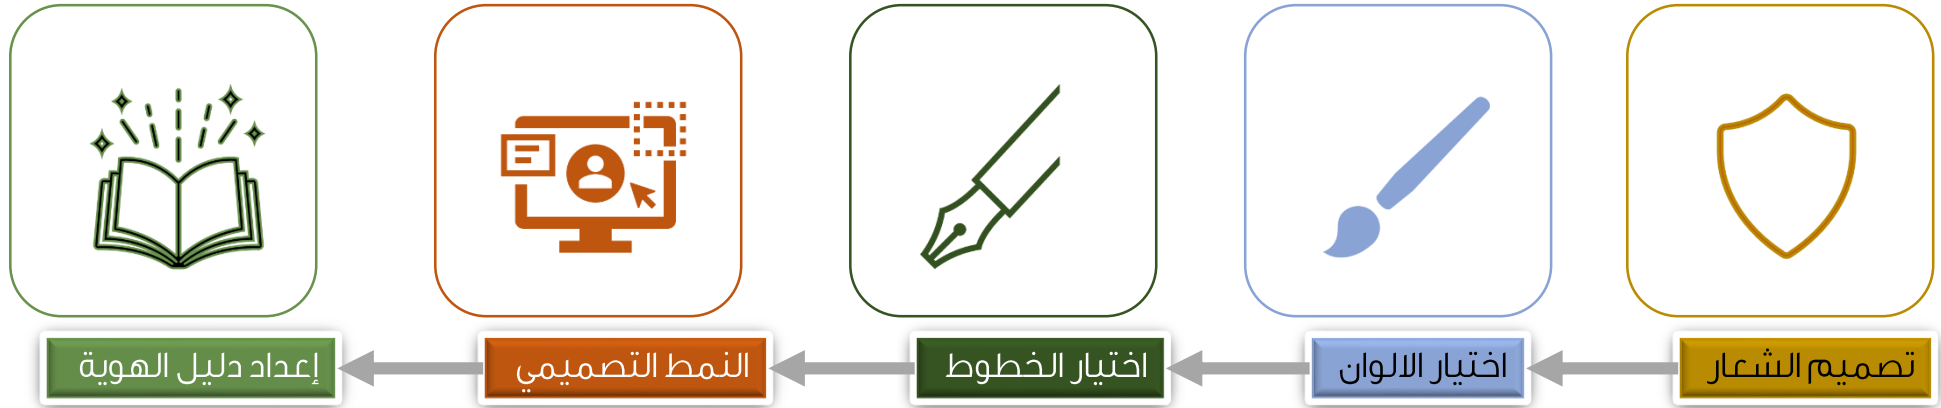 تصميم الشعار
اختيار الالوان
اختيار الخطوط
النمط التصميمي
إعداد دليل الهوية